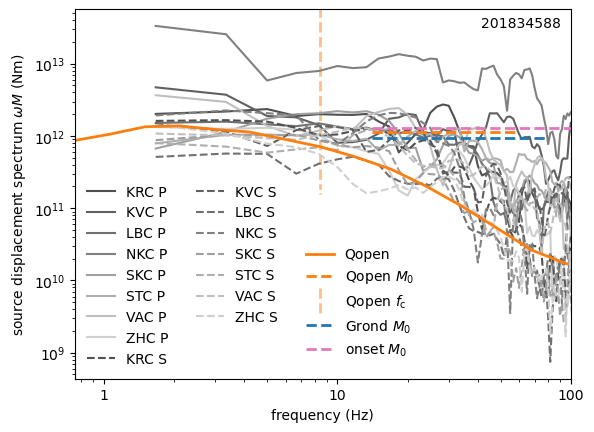 201834588
source displacement spectrum ωM (Nm)
10¹³
10¹²
10¹¹
10¹⁰
10⁹
KRC P
KVC P
LBC P
NKC P
SKC P
STC P
VAC P
ZHC P
KRC S
KVC S
LBC S
NKC S
SKC S
STC S
VAC S
ZHC S
Qopen
Qopen M₀
Qopen f_c
Grond M₀
onset M₀
1
10
100
frequency (Hz)